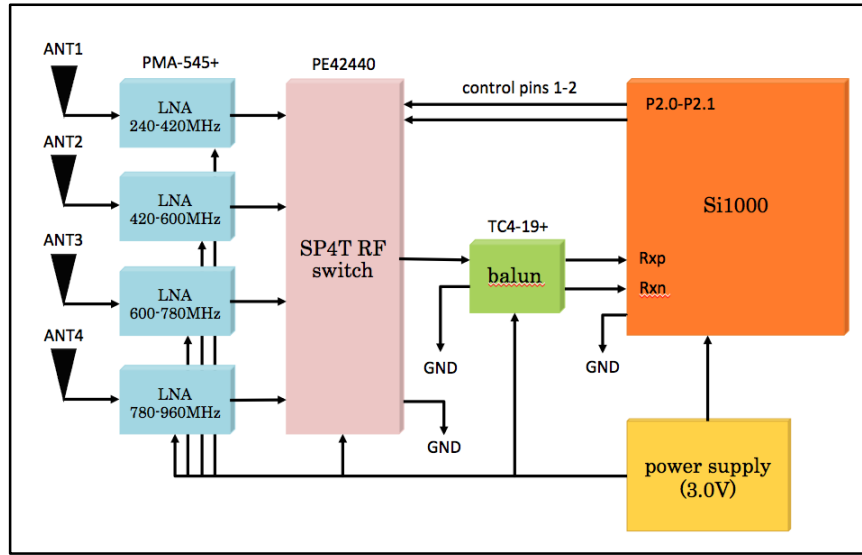 ANT1
PMA-545+
PE42440
LNA
240-420MHz
control pins 1-2
P2.0-P2.1
ANT2
LNA
420-600MHz
Si1000
TC4-19+
ANT3
SP4T RF
switch
balun
Rxp
Rxn
LNA
600-780MHz
ANT4
GND
GND
LNA
780-960MHz
GND
power supply
(3.0V)